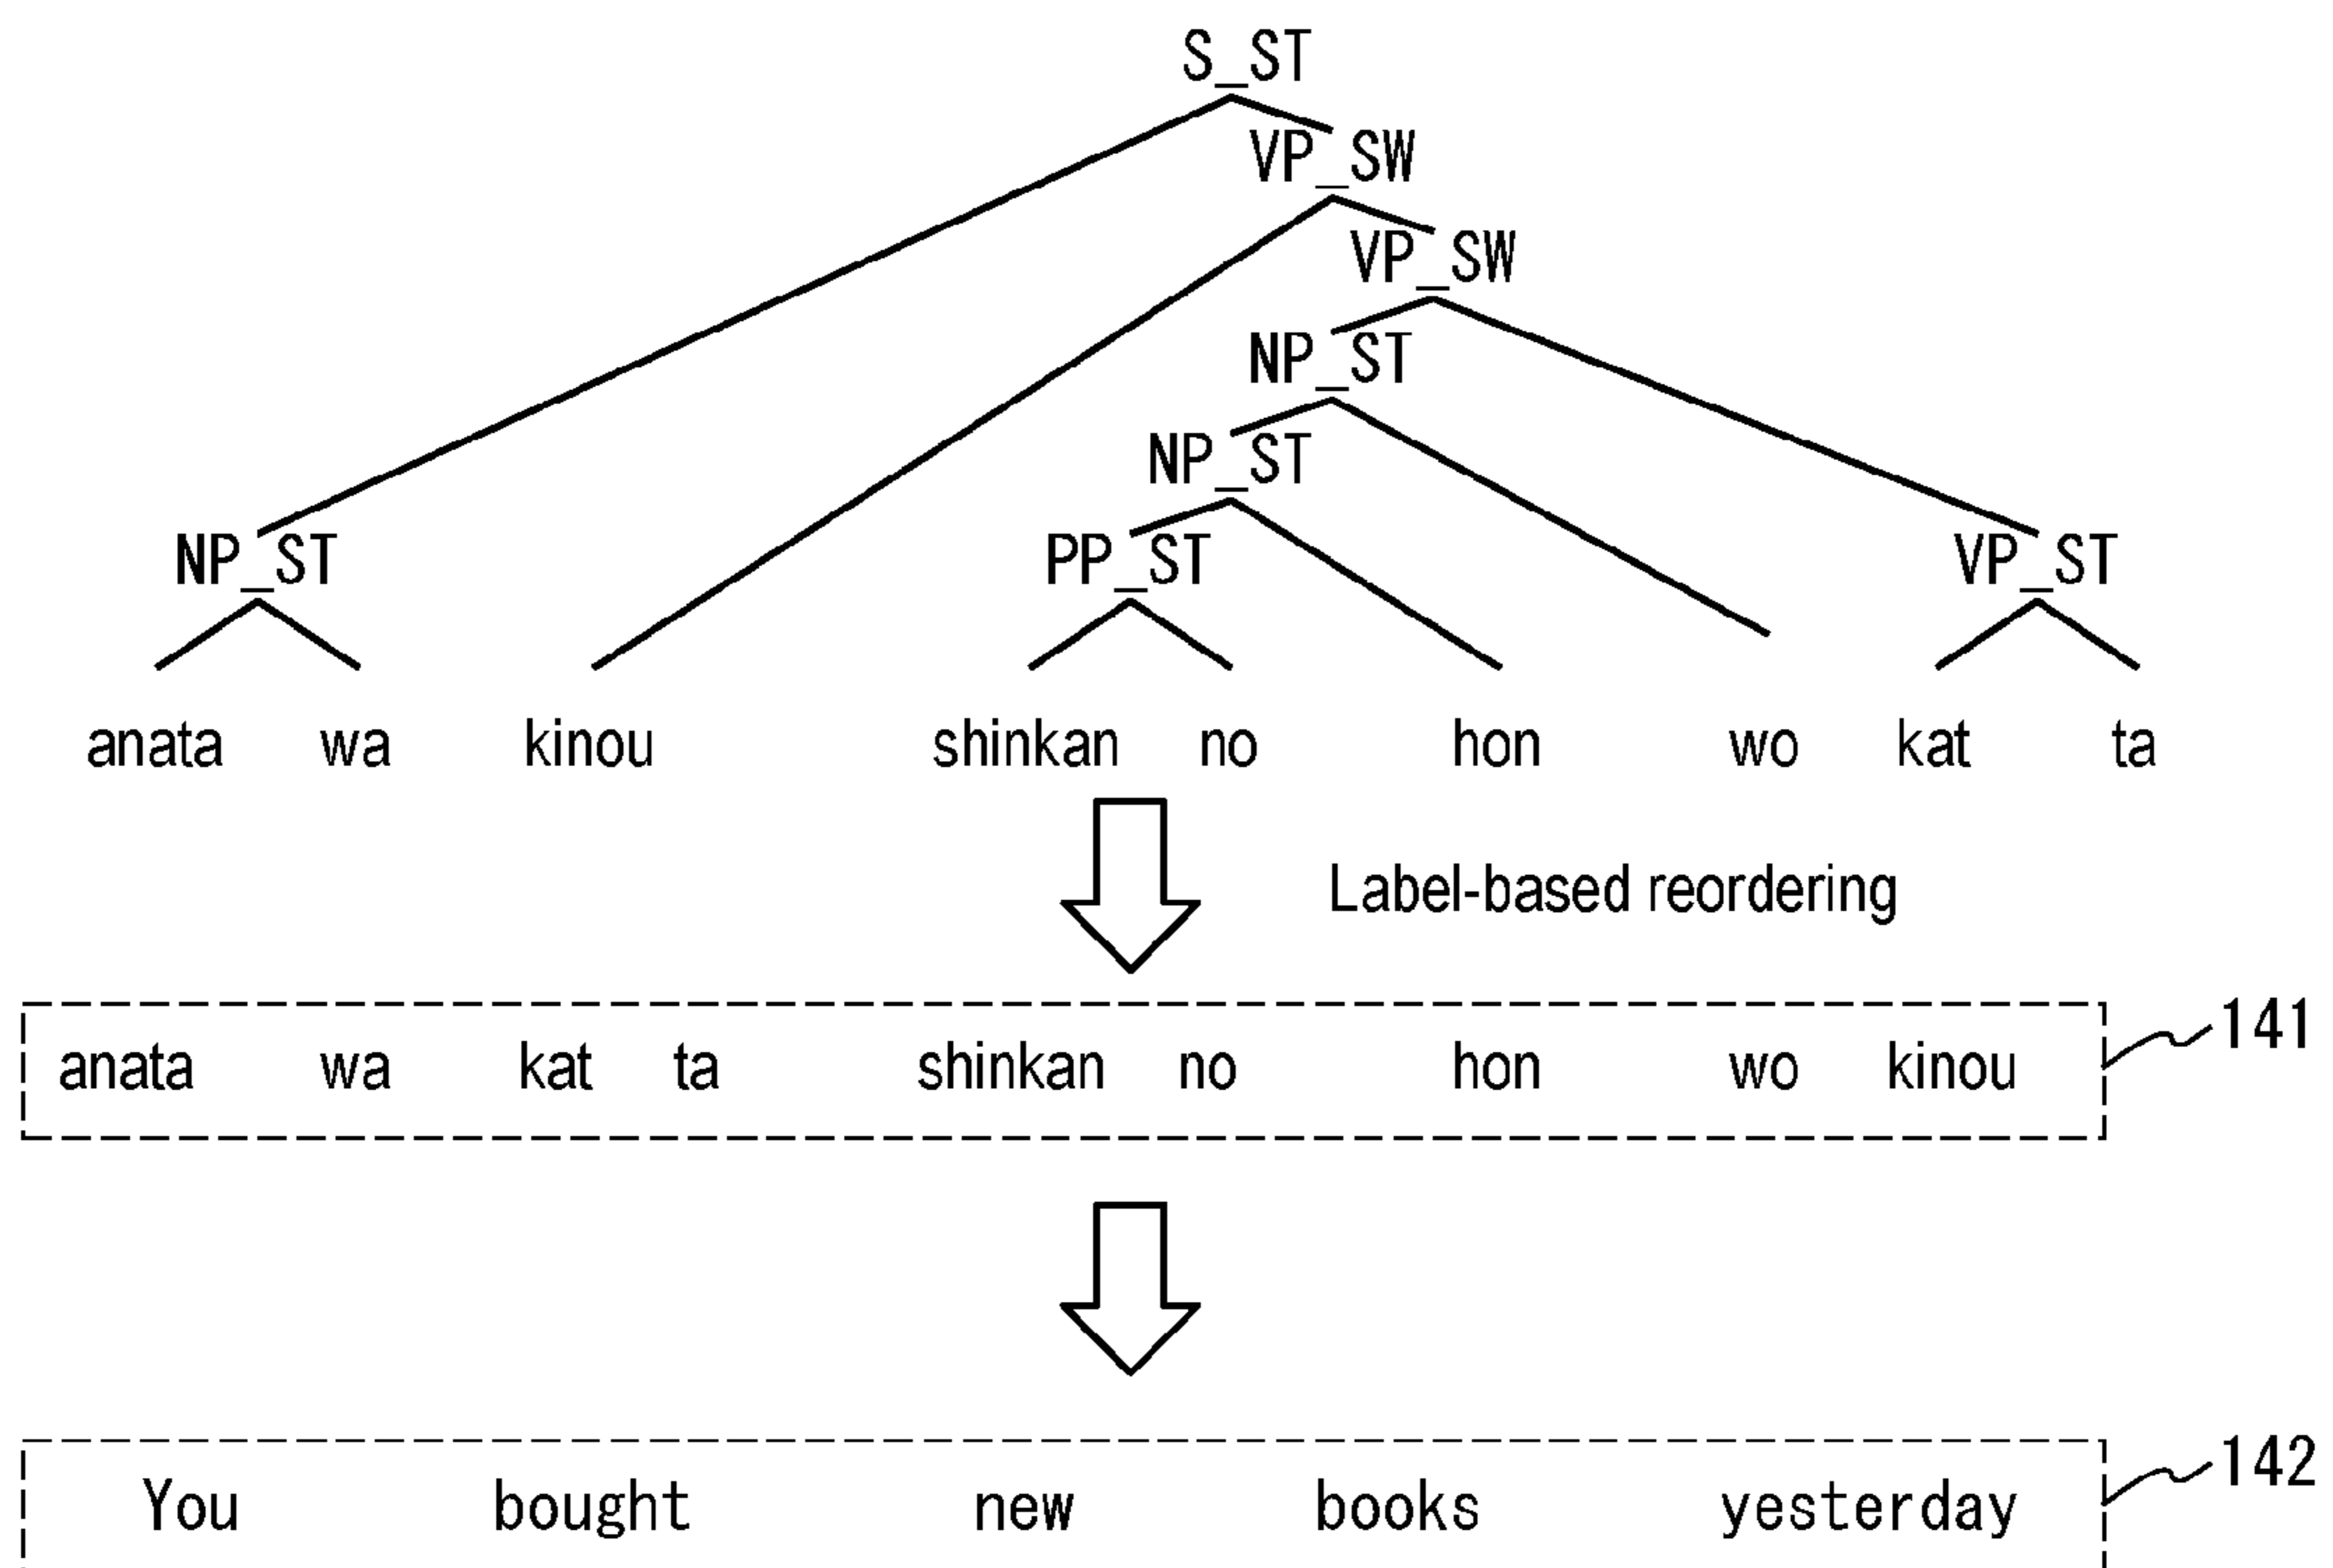 S_ST
VP_SW
VP_SW
NP_ST
NP_ST
NP_ST PP_ST VP_ST
anata wa kinou shinkan no hon wo kat ta
Label-based reordering
anata wa kat ta shinkan no hon wo kinou 141
You bought new books yesterday 142